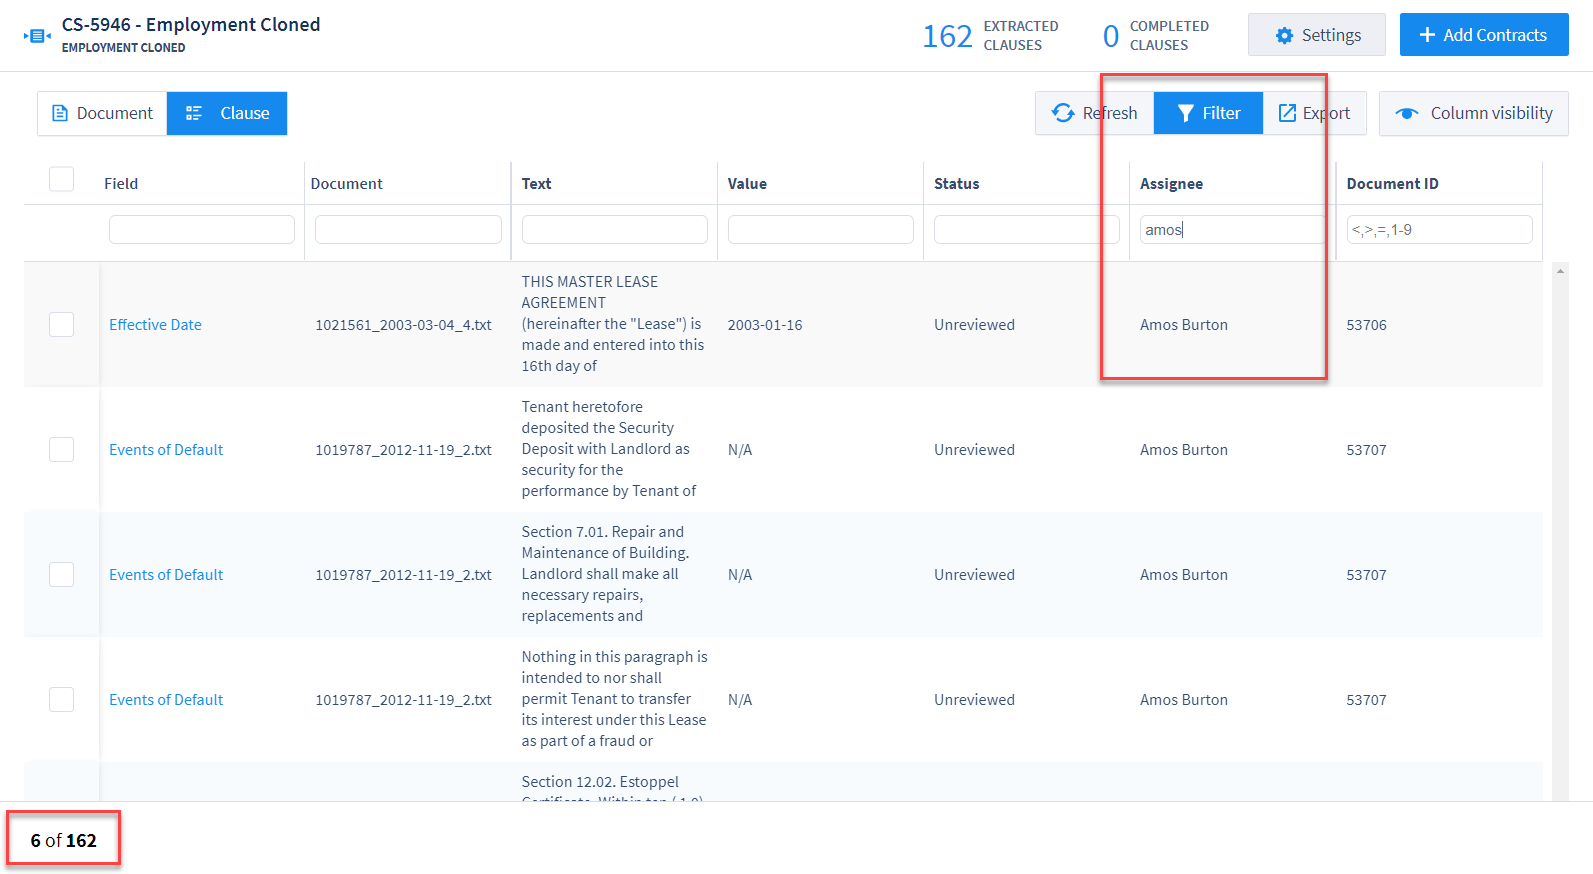 CS-5946 - Employment Cloned
EMPLOYMENT CLONED
162 EXTRACTED CLAUSES
0 COMPLETED CLAUSES
Settings
Add Contracts
Document
Clause
Refresh
Filter
Export
Column visibility
Field Document Text Value Status Assignee Document ID
amos <,>,=,1-9
THIS MASTER LEASE
AGREEMENT
(hereinafter the "Lease") is
made and entered into this
16th day of
Effective Date 1021561_2003-03-04_4.txt 2003-01-16 Unreviewed Amos Burton 53706
Tenant heretofore
deposited the Security
Deposit with Landlord as
security for the
performance by Tenant of
Events of Default 1019787_2012-11-19_2.txt N/A Unreviewed Amos Burton 53707
Section 7.01. Repair and
Maintenance of Building.
Landlord shall make all
necessary repairs,
replacements and
Events of Default 1019787_2012-11-19_2.txt N/A Unreviewed Amos Burton 53707
Nothing in this paragraph is
intended to nor shall
permit Tenant to transfer
its interest under this Lease
as part of a fraud or
Events of Default 1019787_2012-11-19_2.txt N/A Unreviewed Amos Burton 53707
Section 12.02. Estoppel
Certificate. Within ten
6 of 162